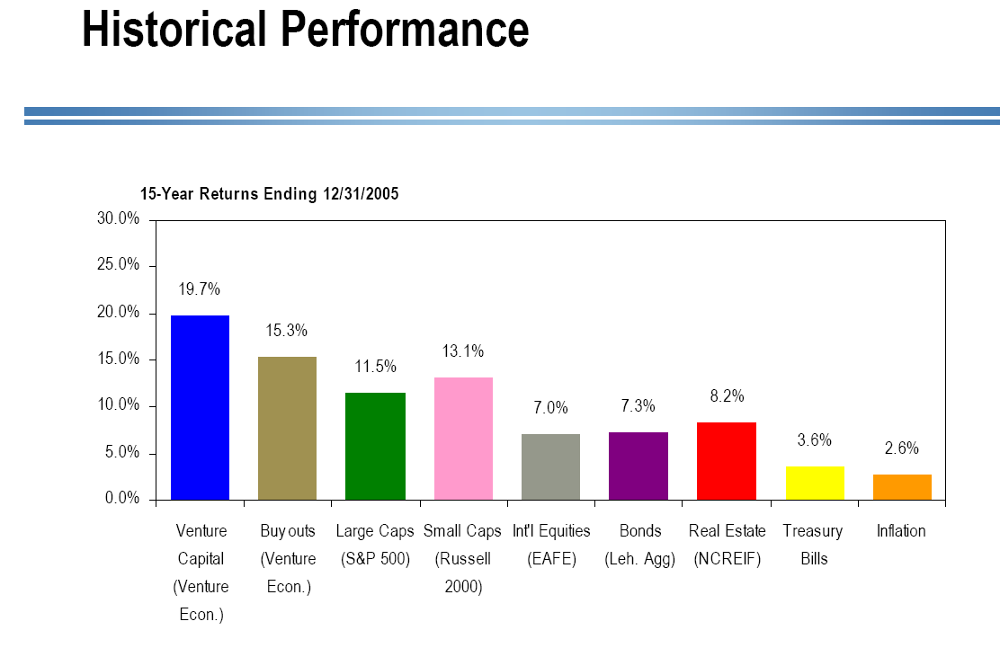 Historical Performance
15-Year Returns Ending 12/31/2005
30.0%
25.0%
20.0%
15.0%
10.0%
5.0%
0.0%
19.7%
15.3%
11.5%
13.1%
7.0%
7.3%
8.2%
3.6%
2.6%
Venture
Capital
(Venture
Econ.)
Buyouts
(Venture
Econ.)
Large Caps
(S&P 500)
Small Caps
(Russell
2000)
Int'l Equities
(EAFE)
Bonds
(Leh. Agg)
Real Estate
(NCREIF)
Treasury
Bills
Inflation